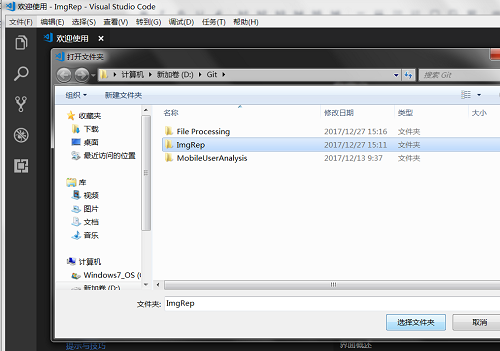 欢迎使用 - ImgRep - Visual Studio Code
文件(F) 编辑(E) 选择(S) 查看(V) 转到(G) 调试(D) 任务(T) 帮助(H)
欢迎使用
打开文件夹
计算机 新加卷 (D:) Git 搜索 Git
组织 新建文件夹
名称 修改日期 类型 大小
收藏夹
下载
桌面
最近访问的位置
库
视频
图片
文档
音乐
计算机
Windows7_OS (
新加卷 (D:)
File Processing 2017/12/27 15:16 文件夹
ImgRep 2017/12/27 15:11 文件夹
MobileUserAnalysis 2017/12/13 9:37 文件夹
文件夹: ImgRep
选择文件夹 取消
提示与技巧 界面概述